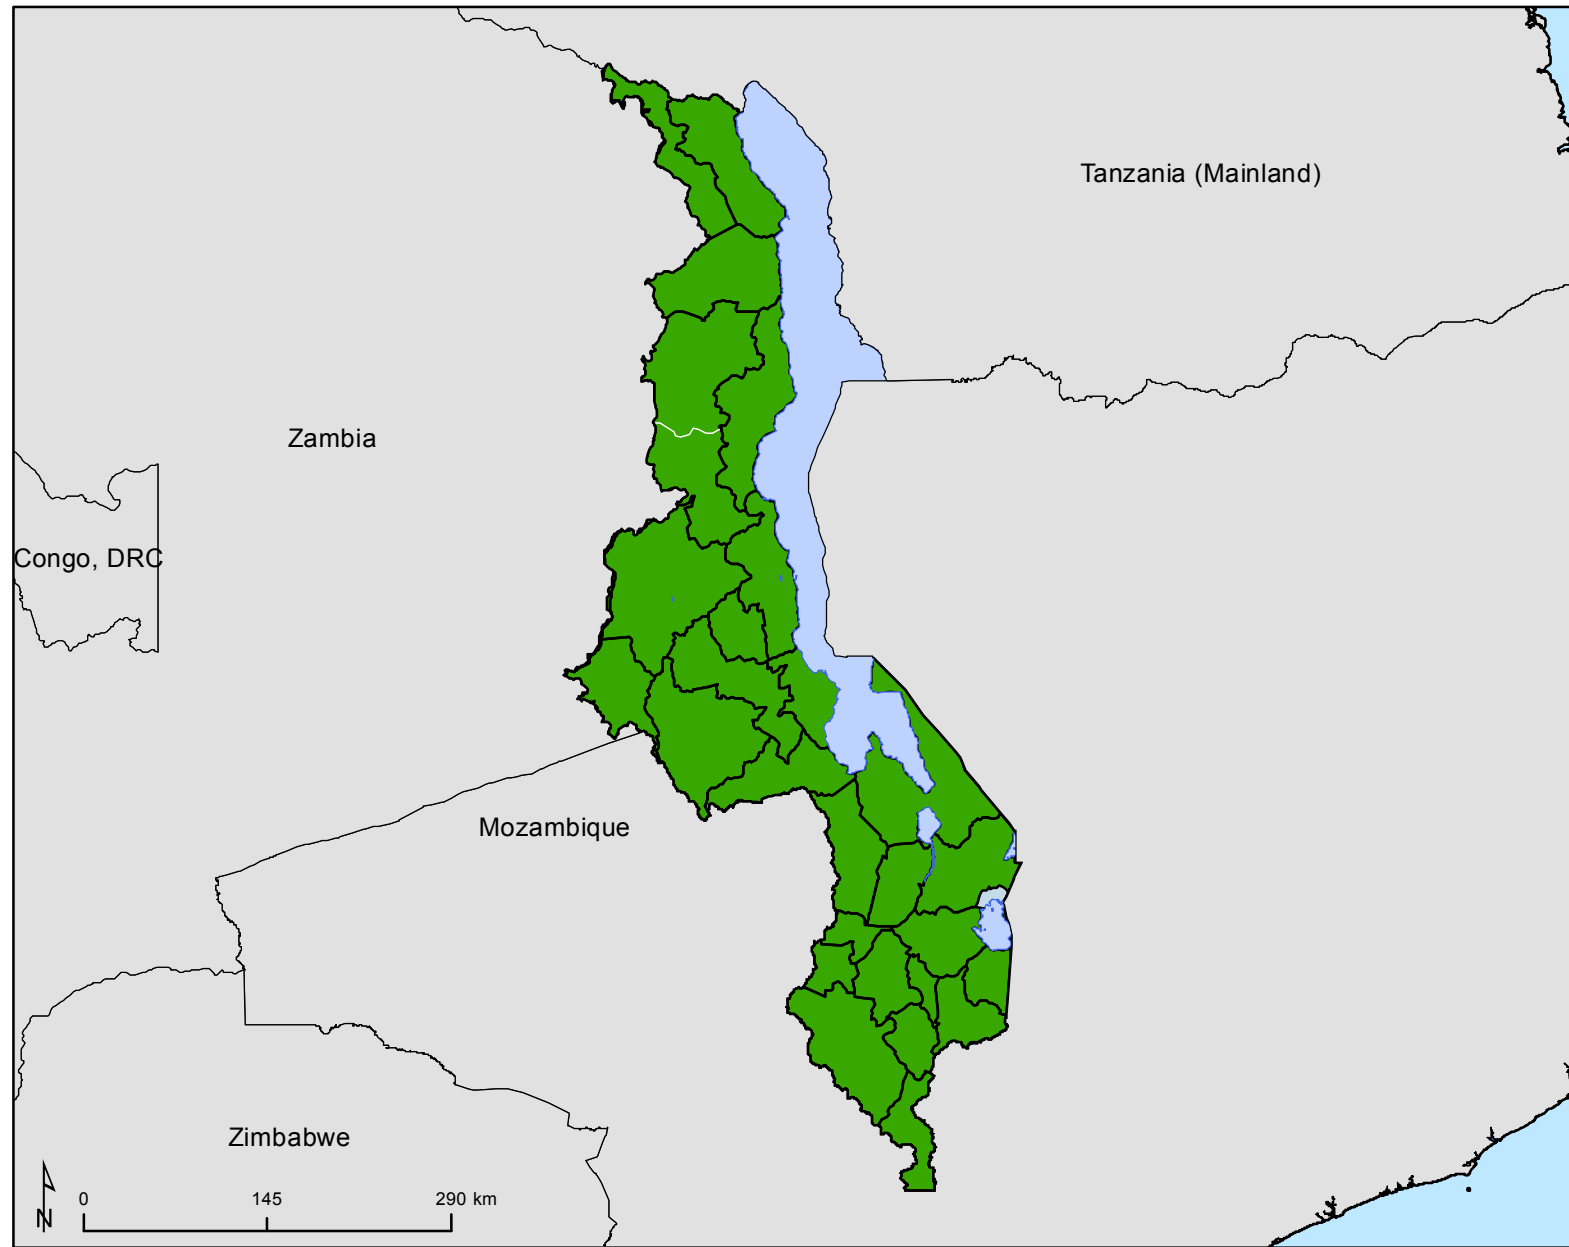 Tanzania (Mainland)
Zambia
Congo, DRC
Mozambique
Zimbabwe
N
0 145 290 km